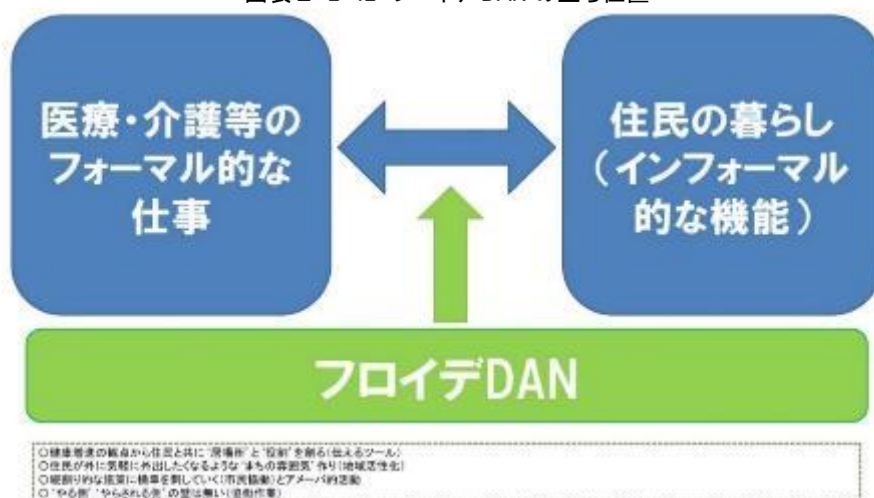 医療・介護等の
フォーマル的な
仕事
住民の暮らし
(インフォーマル
的な機能)
フロイデDAN
○健康増進の観点から住民と共に“居場所”と“役割”を創る(伝えるツール)
○住民が外に気軽に外出したくなるような“まちの雰囲気”作り(地域活性化)
○縦割り的な施策に横串を刺していく(市民協働)とアメーバ的活動
○“やる側”“やらされる側”の壁は無い(協働作業)